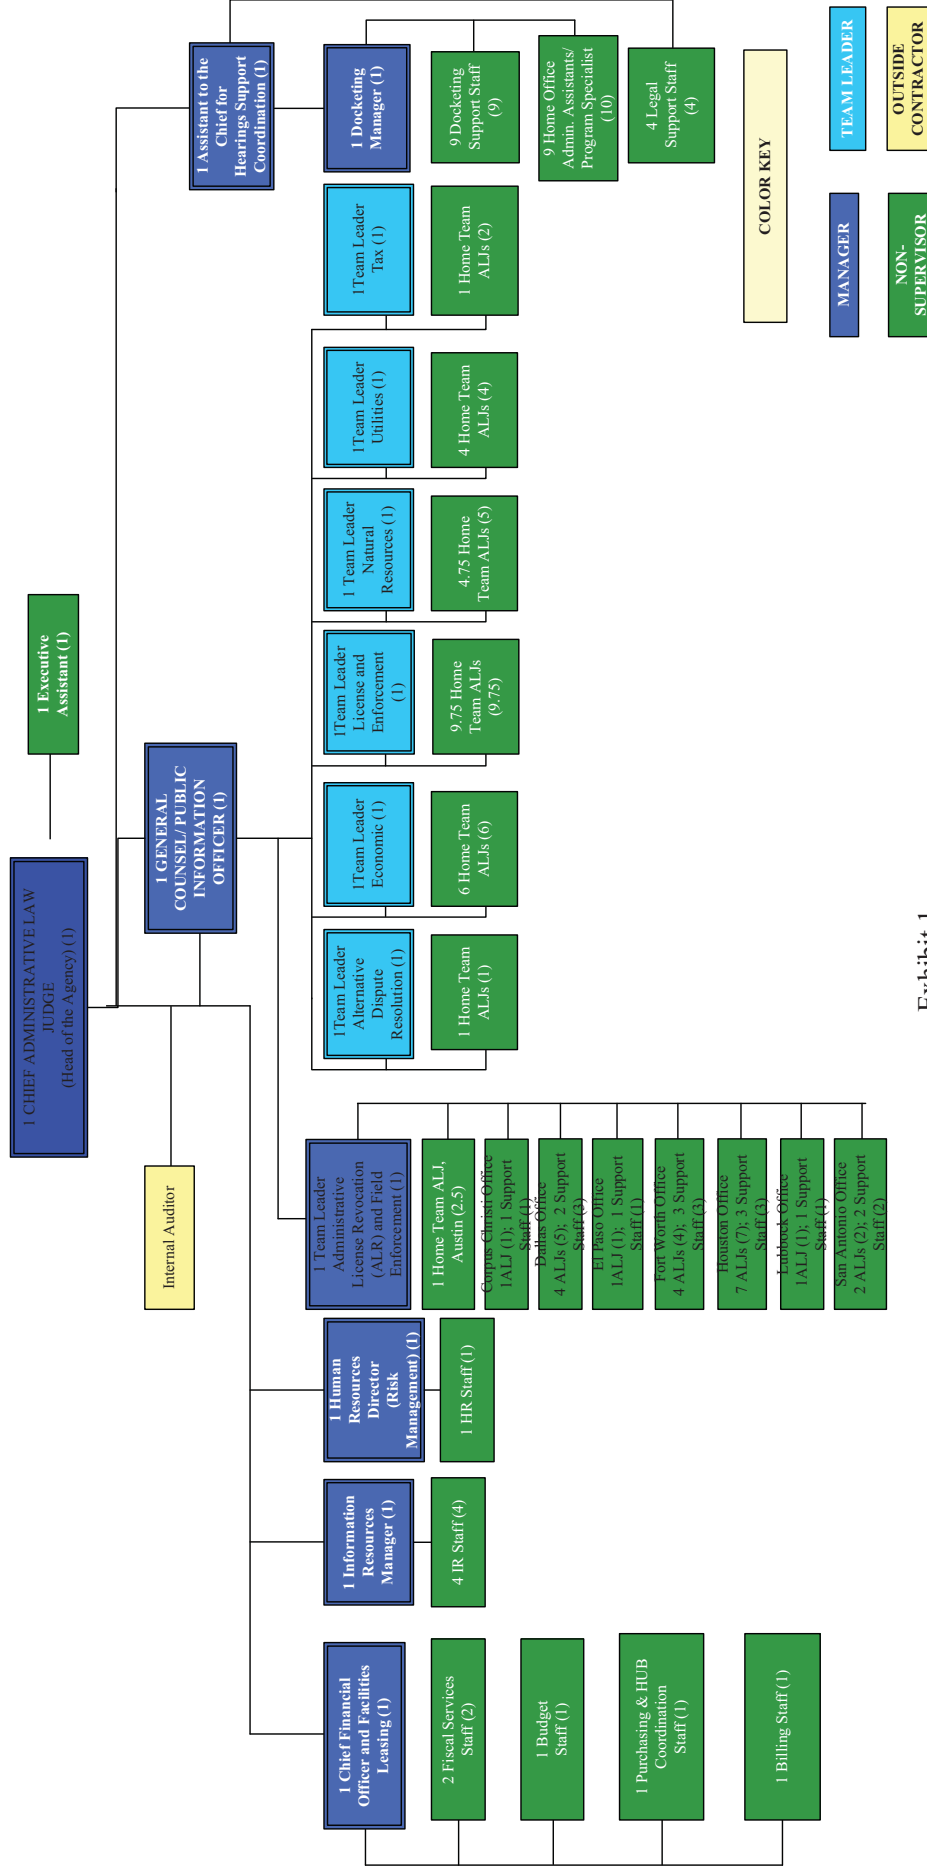 1 CHIEF ADMINISTRATIVE LAW
JUDGE
(Head of the Agency) (1)
1 Executive
Assistant (1)
Internal Auditor
1 GENERAL
COUNSEL/ PUBLIC
INFORMATION
OFFICER (1)
1 Assistant to the
Chief for
Hearings Support
Coordination (1)
1 Chief Financial
Officer and Facilities
Leasing (1)
2 Fiscal Services
Staff (2)
1 Budget
Staff (1)
1 Purchasing & HUB
Coordination
Staff (1)
1 Billing Staff (1)
1 Information
Resources
Manager (1)
4 IR Staff (4)
1 Human
Resources
Director
(Risk
Management) (1)
1 HR Staff (1)
1 Team Leader
Administrative
License Revocation
(ALR) and Field
Enforcement (1)
1 Home Team ALJ,
Austin (2.5)
Corpus Christi Office
1ALJ (1); 1 Support
Staff (1)
Dallas Office
4 ALJs (5); 2 Support
Staff (3)
El Paso Office
1ALJ (1); 1 Support
Staff (1)
Fort Worth Office
4 ALJs (4); 3 Support
Staff (3)
Houston Office
7 ALJs (7); 3 Support
Staff (3)
Lubbock Office
1ALJ (1); 1 Support
Staff (1)
San Antonio Office
2 ALJs (2); 2 Support
Staff (2)
1Team Leader
Alternative
Dispute
Resolution (1)
1 Home Team
ALJs (1)
1Team Leader
Economic (1)
6 Home Team
ALJs (6)
1Team Leader
License and
Enforcement
(1)
9.75 Home
Team ALJs
(9.75)
1 Team Leader
Natural
Resources (1)
4.75 Home
Team ALJs (5)
1Team Leader
Utilities (1)
4 Home Team
ALJs (4)
1Team Leader
Tax (1)
1 Home Team
ALJs (2)
1 Docketing
Manager (1)
9 Docketing
Support Staff
(9)
9 Home Office
Admin. Assistants/
Program Specialist
(10)
4 Legal
Support Staff
(4)
COLOR KEY
MANAGER
TEAM LEADER
NON-
SUPERVISOR
OUTSIDE
CONTRACTOR
Exhibit 1